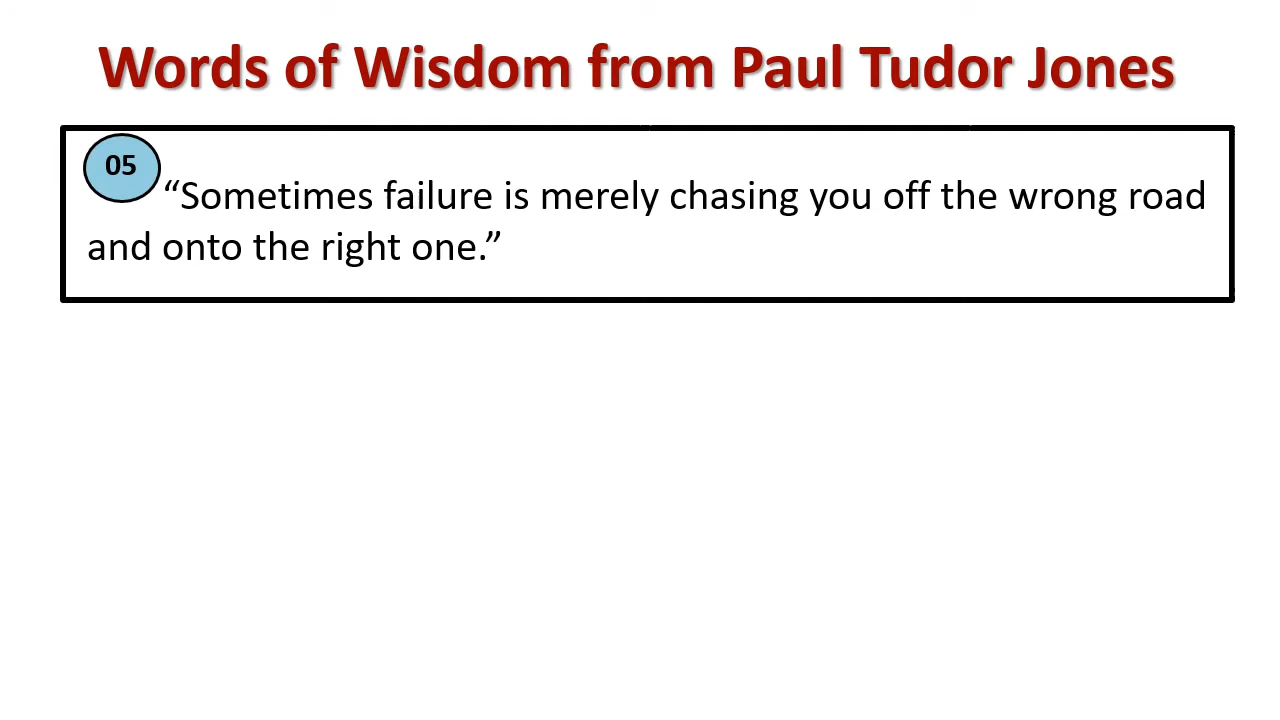 Words of Wisdom from Paul Tudor Jones
05
“Sometimes failure is merely chasing you off the wrong road
and onto the right one.”